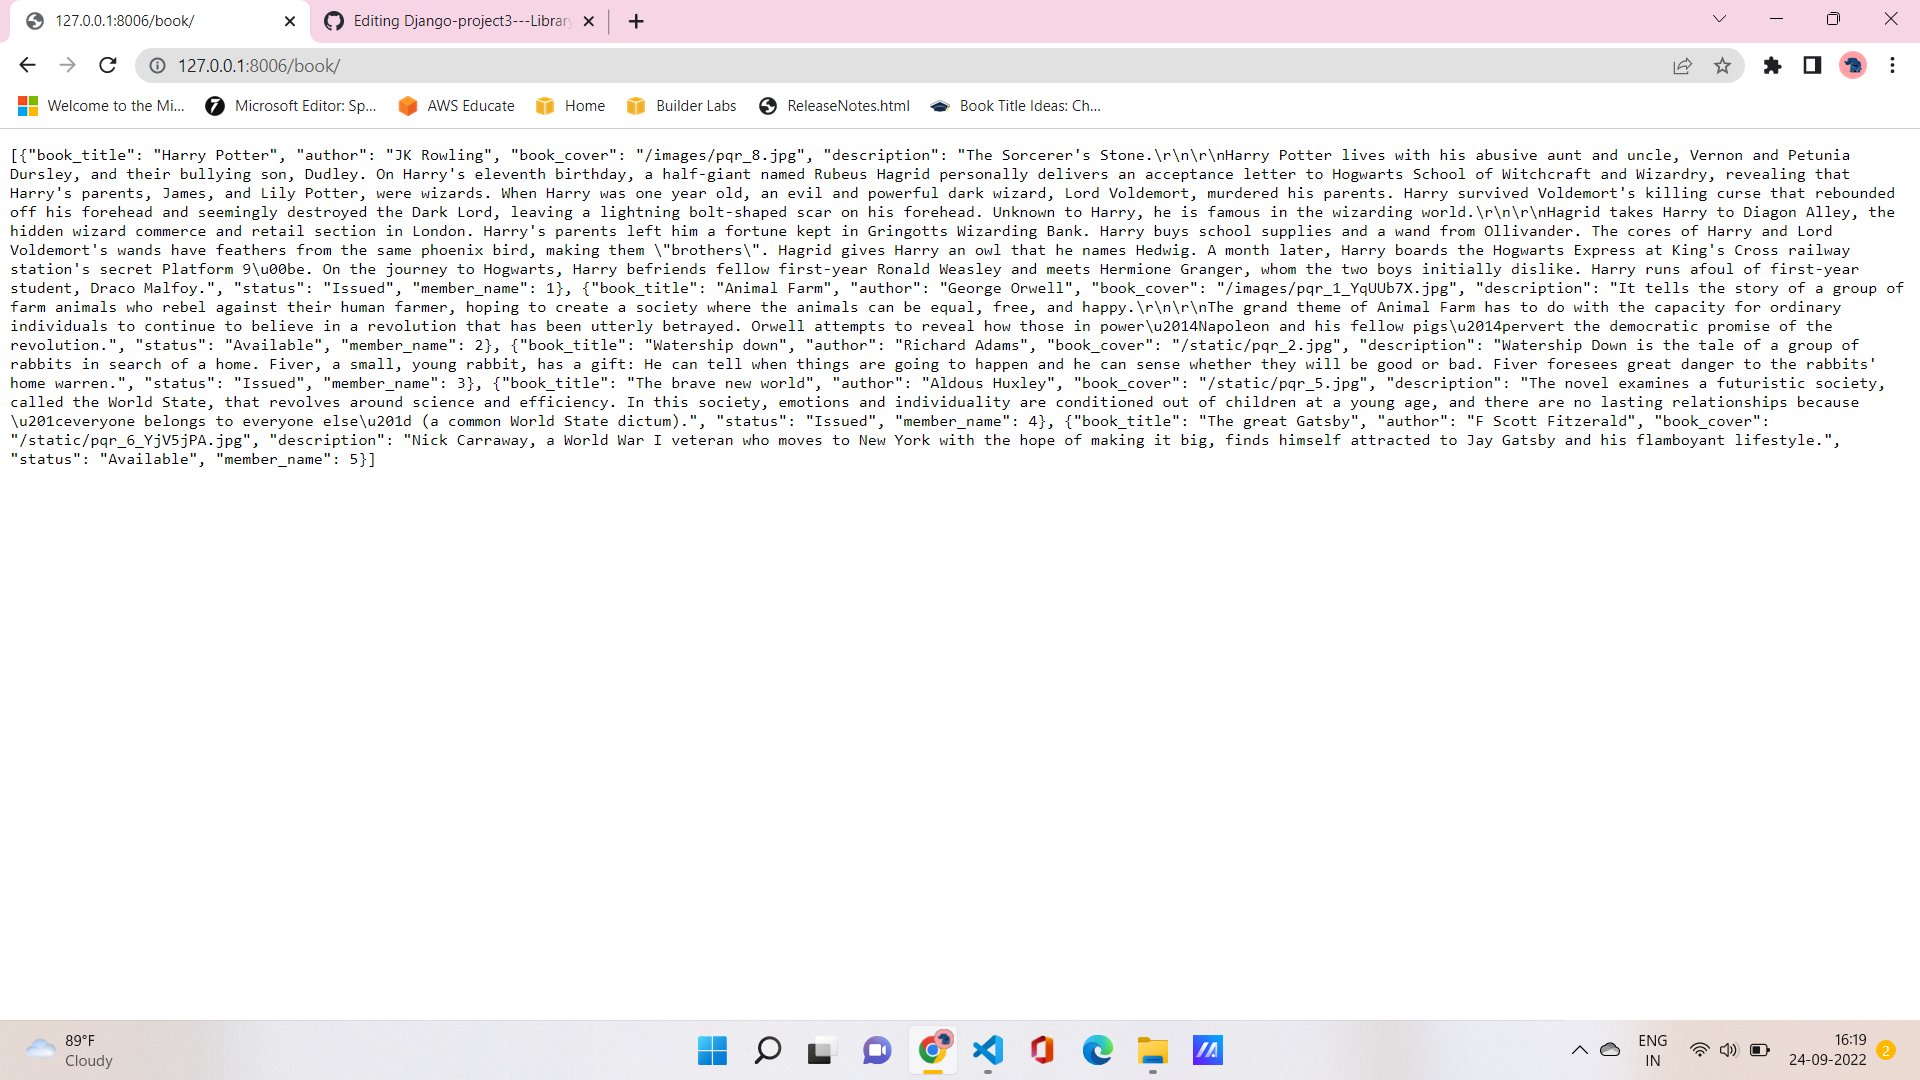 127.0.0.1:8006/book/
Editing Django-project3---Library
127.0.0.1:8006/book/
Welcome to the Mi...
Microsoft Editor: Sp...
AWS Educate
Home
Builder Labs
ReleaseNotes.html
Book Title Ideas: Ch...
[{"book_title": "Harry Potter", "author": "JK Rowling", "book_cover": "/images/pqr_8.jpg", "description": "The Sorcerer's Stone.\r\n\r\nHarry Potter lives with his abusive aunt and uncle, Vernon and Petunia
Dursley, and their bullying son, Dudley. On Harry's eleventh birthday, a half-giant named Rubeus Hagrid personally delivers an acceptance letter to Hogwarts School of Witchcraft and Wizardry, revealing that
Harry's parents, James, and Lily Potter, were wizards. When Harry was one year old, an evil and powerful dark wizard, Lord Voldemort, murdered his parents. Harry survived Voldemort's killing curse that rebounded
off his forehead and seemingly destroyed the Dark Lord, leaving a lightning bolt-shaped scar on his forehead. Unknown to Harry, he is famous in the wizarding world.\r\n\r\nHagrid takes Harry to Diagon Alley, the
hidden wizard commerce and retail section in London. Harry's parents left him a fortune kept in Gringotts Wizarding Bank. Harry buys school supplies and a wand from Ollivander. The cores of Harry and Lord
Voldemort's wands have feathers from the same phoenix bird, making them \"brothers\". Hagrid gives Harry an owl that he names Hedwig. A month later, Harry boards the Hogwarts Express at King's Cross railway
station's secret Platform 9\u00be. On the journey to Hogwarts, Harry befriends fellow first-year Ronald Weasley and meets Hermione Granger, whom the two boys initially dislike. Harry runs afoul of first-year
student, Draco Malfoy.", "status": "Issued", "member_name": 1}, {"book_title": "Animal Farm", "author": "George Orwell", "book_cover": "/images/pqr_1_YqUUb7X.jpg", "description": "It tells the story of a group of
farm animals who rebel against their human farmer, hoping to create a society where the animals can be equal, free, and happy.\r\n\r\nThe grand theme of Animal Farm has to do with the capacity for ordinary
individuals to continue to believe in a revolution that has been utterly betrayed. Orwell attempts to reveal how those in power\u2014Napoleon and his fellow pigs\u2014pervert the democratic promise of the
revolution.", "status": "Available", "member_name": 2}, {"book_title": "Watership down", "author": "Richard Adams", "book_cover": "/static/pqr_2.jpg", "description": "Watership Down is the tale of a group of
rabbits in search of a home. Fiver, a small, young rabbit, has a gift: He can tell when things are going to happen and he can sense whether they will be good or bad. Fiver foresees great danger to the rabbits'
home warren.", "status": "Issued", "member_name": 3}, {"book_title": "The brave new world", "author": "Aldous Huxley", "book_cover": "/static/pqr_5.jpg", "description": "The novel examines a futuristic society,
called the World State, that revolves around science and efficiency. In this society, emotions and individuality are conditioned out of children at a young age, and there are no lasting relationships because
\u201ceveryone belongs to everyone else\u201d (a common World State dictum).", "status": "Issued", "member_name": 4}, {"book_title": "The great Gatsby", "author": "F Scott Fitzerald", "book_cover":
"/static/pqr_6_YjV5jPA.jpg", "description": "Nick Carraway, a World War I veteran who moves to New York with the hope of making it big, finds himself attracted to Jay Gatsby and his flamboyant lifestyle.",
"status": "Available", "member_name": 5}]
89°F
Cloudy
ENG
IN
16:19
24-09-2022
2